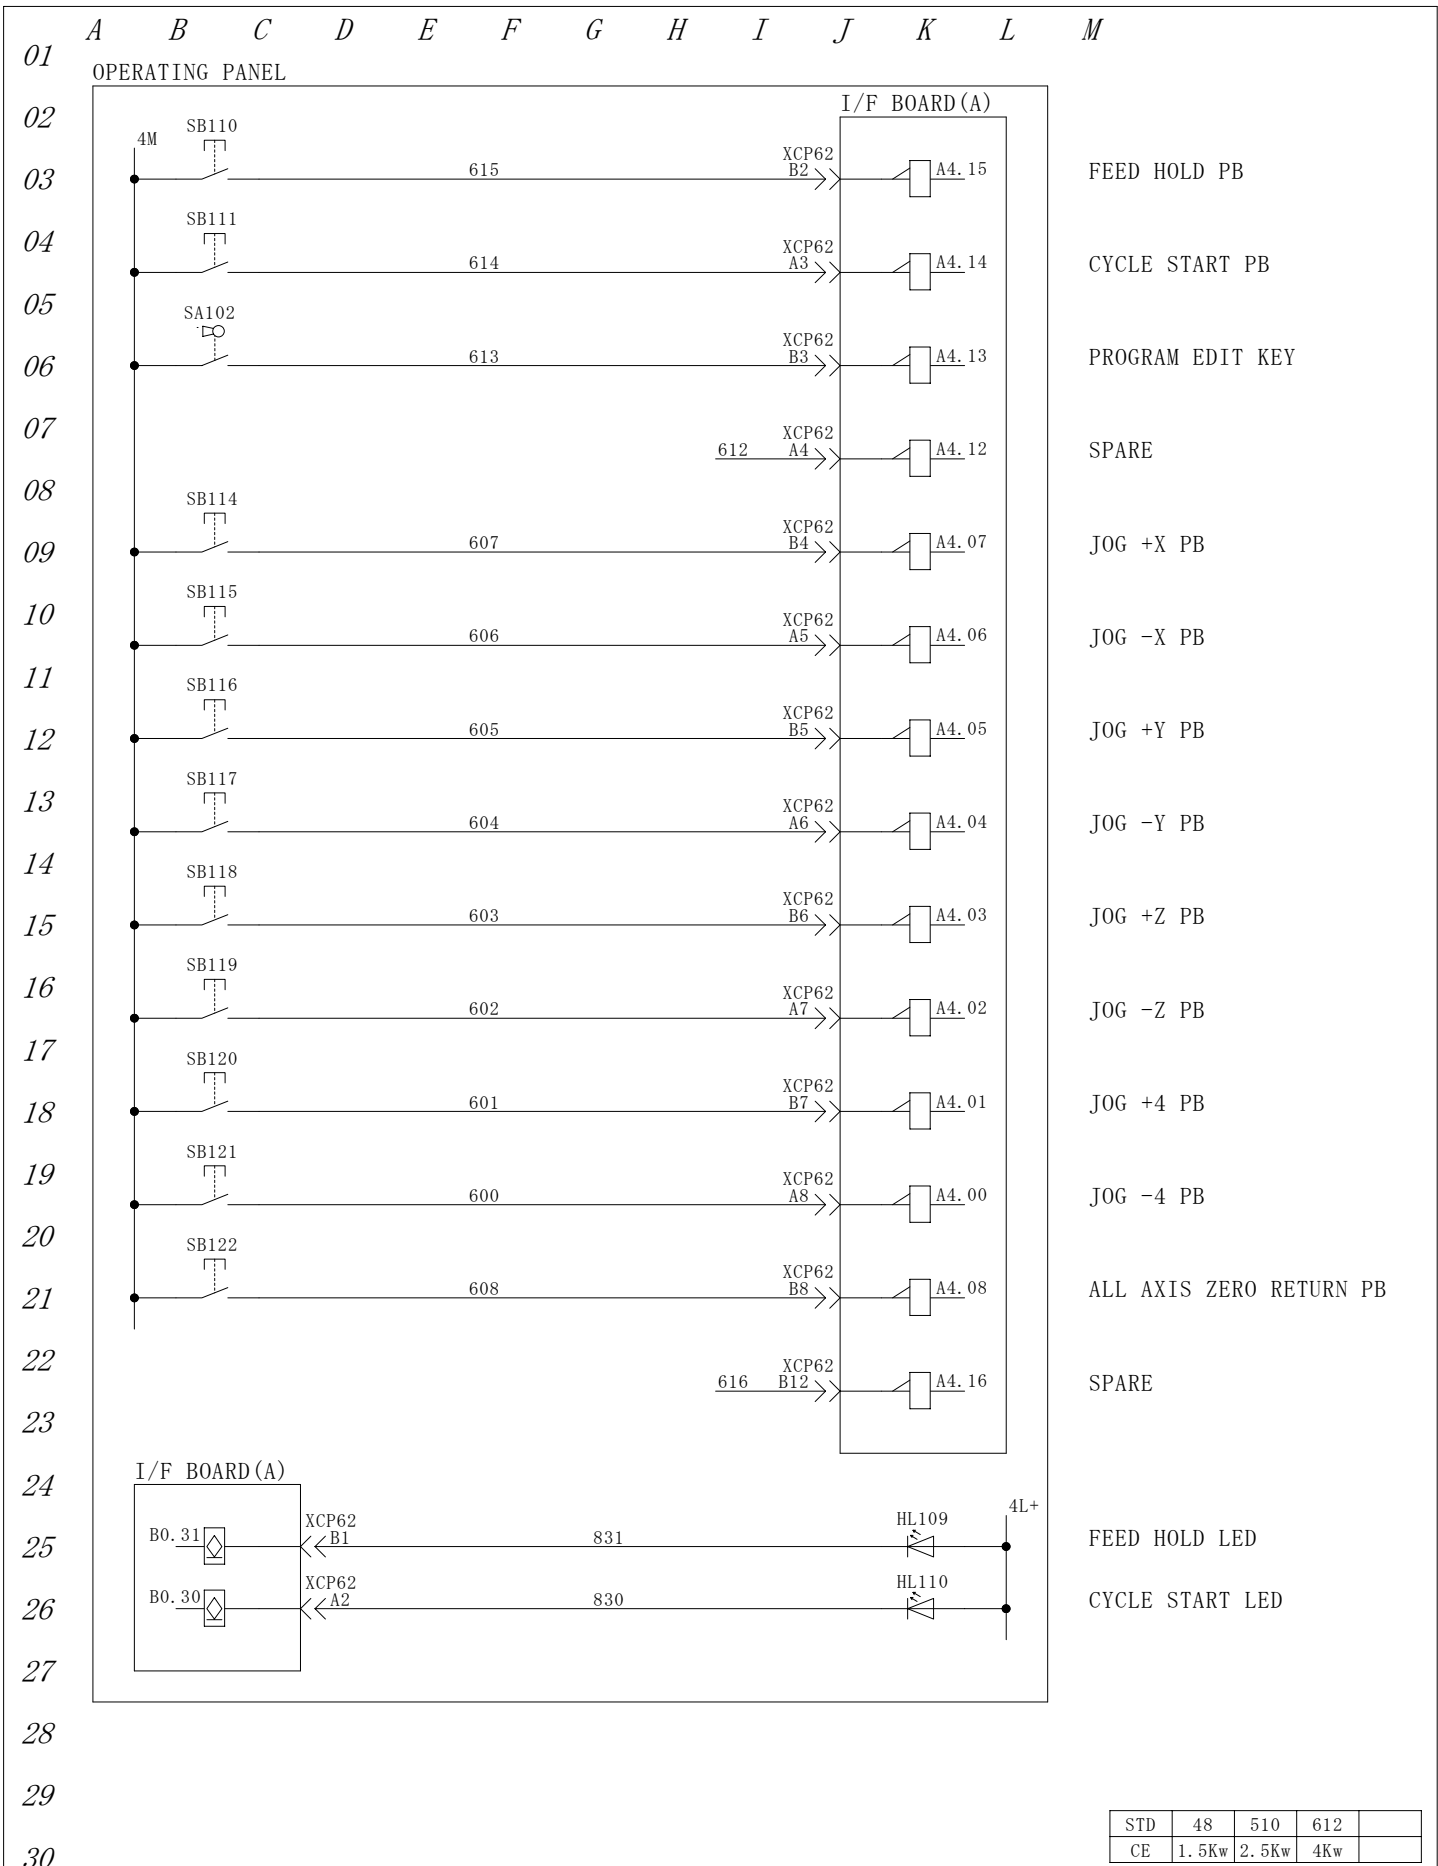 A B C D E F G H I J K L M
01
OPERATING PANEL
02 I/F BOARD(A)
4M SB110
03 615 XCP62 B2 A4.15 FEED HOLD PB
SB111
04 614 XCP62 A3 A4.14 CYCLE START PB
05
SA102
06 613 XCP62 B3 A4.13 PROGRAM EDIT KEY
07
612 XCP62 A4 A4.12 SPARE
08
SB114
09 607 XCP62 B4 A4.07 JOG +X PB
SB115
10 606 XCP62 A5 A4.06 JOG -X PB
11
SB116
12 605 XCP62 B5 A4.05 JOG +Y PB
SB117
13 604 XCP62 A6 A4.04 JOG -Y PB
14
SB118
15 603 XCP62 B6 A4.03 JOG +Z PB
SB119
16 602 XCP62 A7 A4.02 JOG -Z PB
17
SB120
18 601 XCP62 B7 A4.01 JOG +4 PB
SB121
19 600 XCP62 A8 A4.00 JOG -4 PB
20
SB122
21 608 XCP62 B8 A4.08 ALL AXIS ZERO RETURN PB
22
616 XCP62 B12 A4.16 SPARE
23
I/F BOARD(A)
24
4L+
25 B0.31 XCP62 B1 831 HL109 FEED HOLD LED
26 B0.30 XCP62 A2 830 HL110 CYCLE START LED
27
28
29
STD 48 510 612
30 CE 1.5Kw 2.5Kw 4Kw